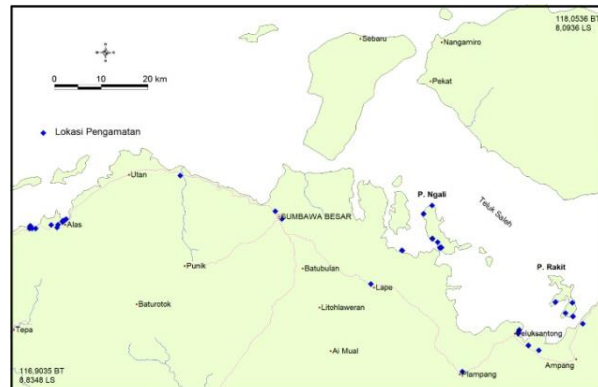 118,0536 BT
8,0936 LS
Sebaru
Nangamiro
Pekat
0 10 20 km
Lokasi Pengamatan
Utan
P. Ngali
Teluk Saleh
Alas
SUMBAWA BESAR
Punik
Batubulan
P. Rakit
Lape
Baturotok
Litohlaweran
Tepa
Teluksantong
Ai Mual
Ampang
Plampang
116,9035 BT
8,8348 LS